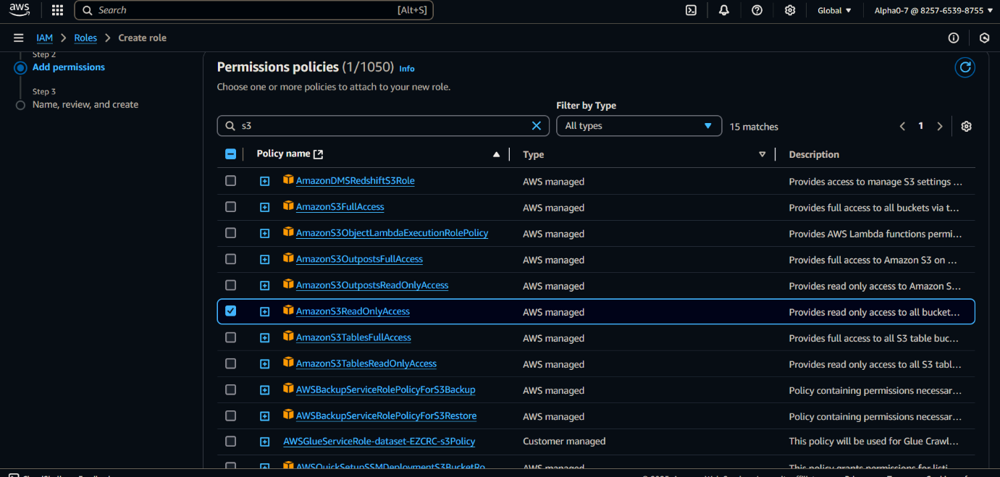 aws
Search [Alt+S] Global Alpha0-7 @ 8257-6539-8755
IAM Roles Create role
Step 2
Add permissions
Step 3
Name, review, and create
Permissions policies (1/1050) Info
Choose one or more policies to attach to your new role.
Filter by Type
s3 All types 15 matches 1
Policy name Type Description
AmazonDMSRedshiftS3Role AWS managed Provides access to manage S3 settings ...
AmazonS3FullAccess AWS managed Provides full access to all buckets via t...
AmazonS3ObjectLambdaExecutionRolePolicy AWS managed Provides AWS Lambda functions permi...
AmazonS3OutpostsFullAccess AWS managed Provides full access to Amazon S3 on ...
AmazonS3OutpostsReadOnlyAccess AWS managed Provides read only access to Amazon S...
AmazonS3ReadOnlyAccess AWS managed Provides read only access to all bucket...
AmazonS3TablesFullAccess AWS managed Provides full access to all S3 table buc...
AmazonS3TablesReadOnlyAccess AWS managed Provides read only access to all S3 tabl...
AWSBackupServiceRolePolicyForS3Backup AWS managed Policy containing permissions necessar...
AWSBackupServiceRolePolicyForS3Restore AWS managed Policy containing permissions necessar...
AWSGlueServiceRole-dataset-EZCRC-s3Policy Customer managed This policy will be used for Glue Crawl...
AWSQuickSetupSSMDeploymentS3BucketRo... AWS managed This policy grants permissions for listi...